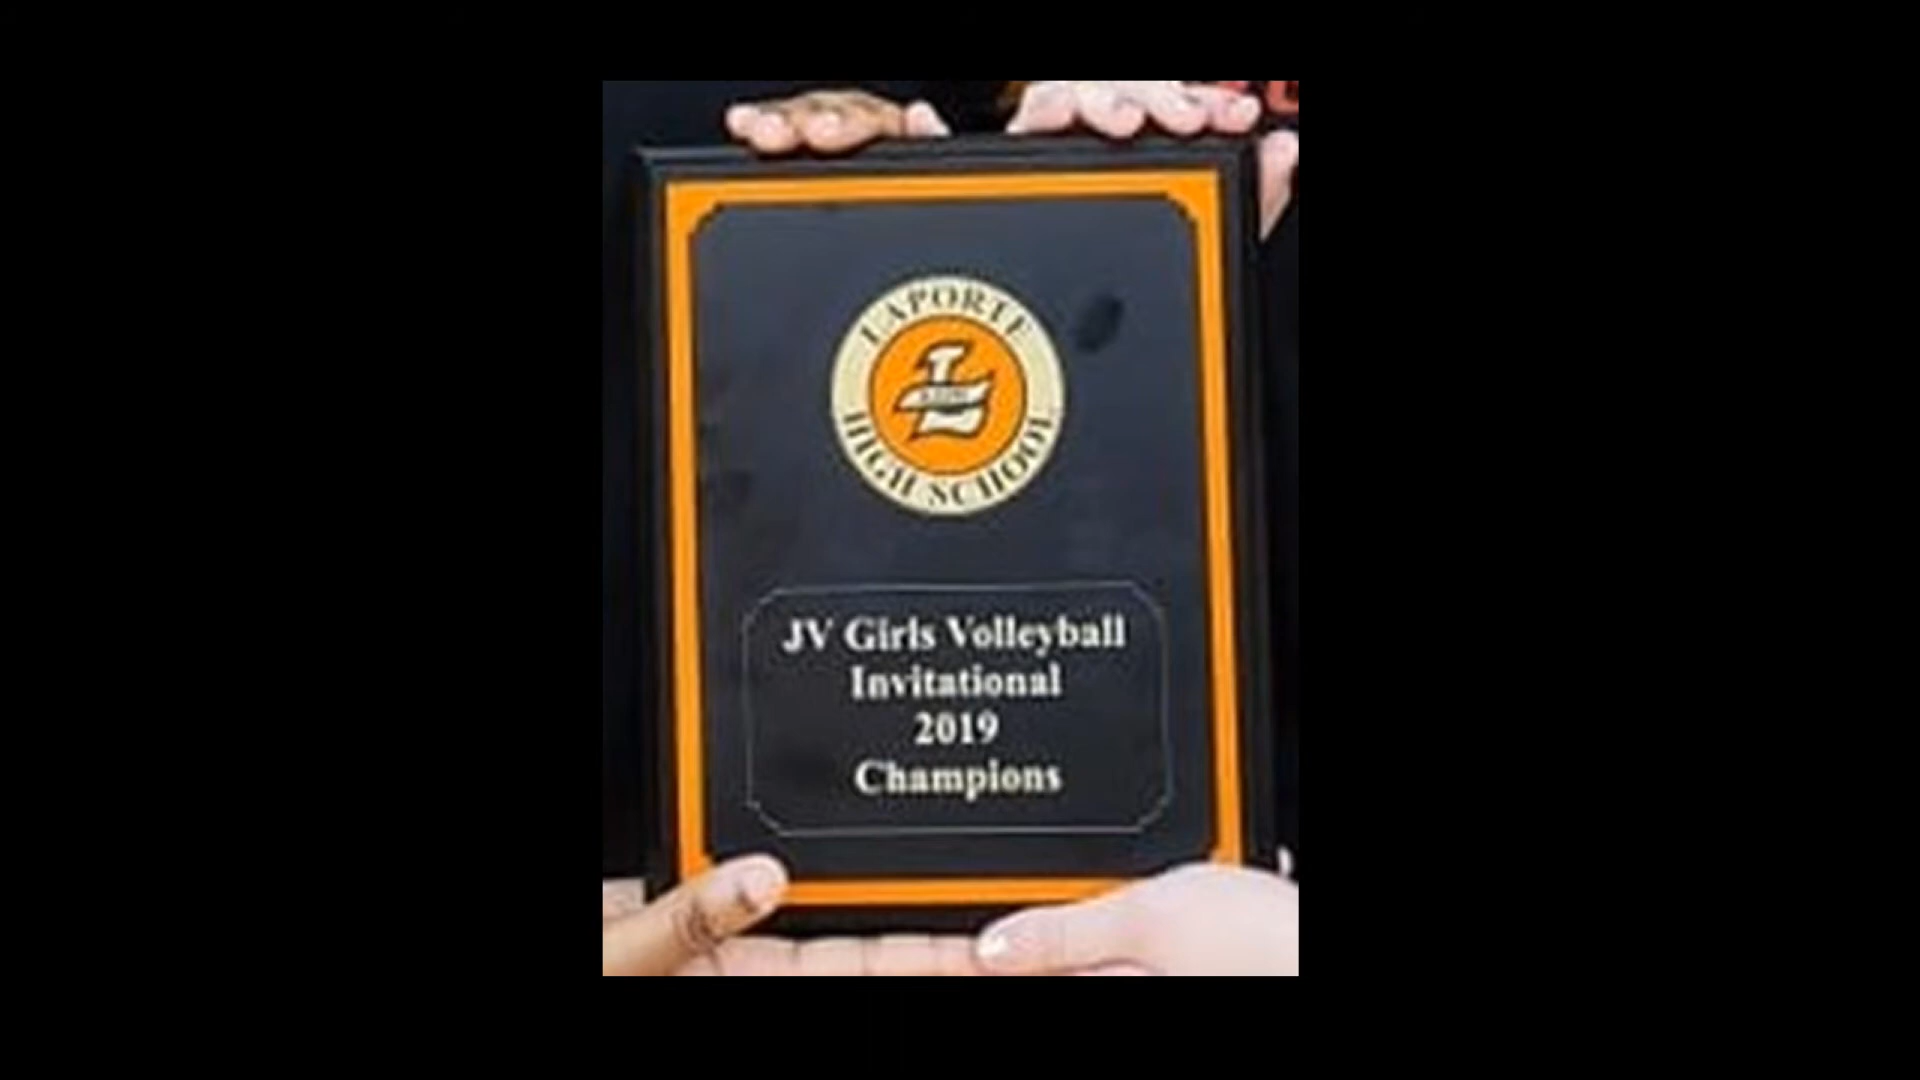 LAPORTE
L
HIGH SCHOOL
JV Girls Volleyball
Invitational
2019
Champions